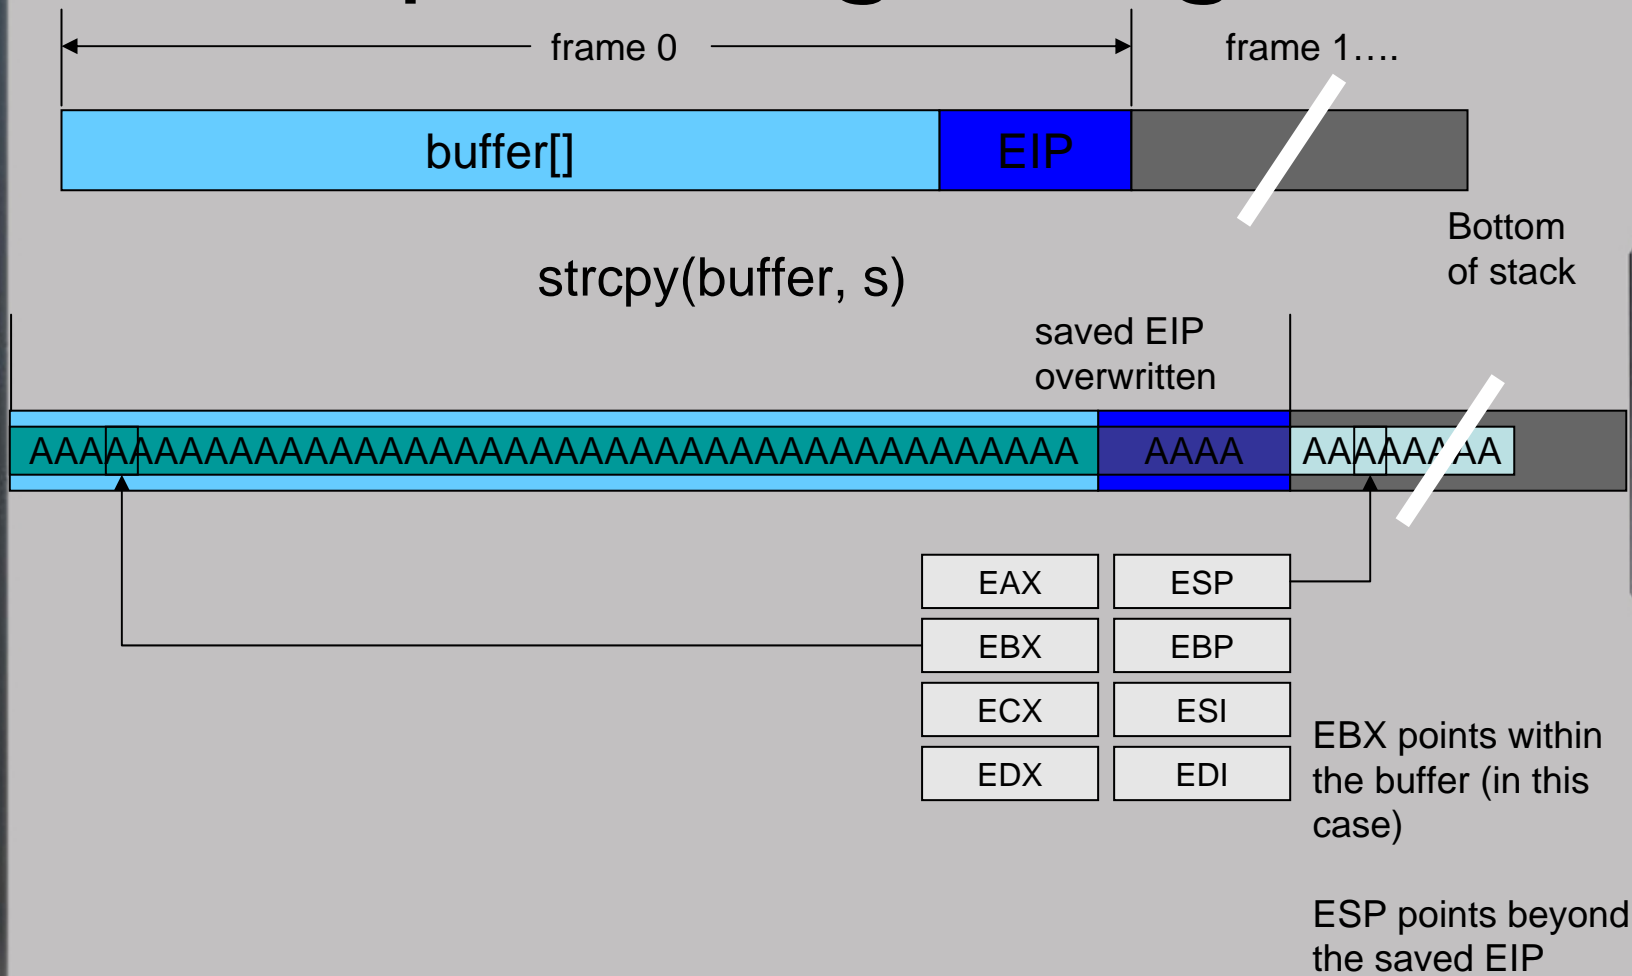 frame 0
frame 1....
buffer[]
EIP
Bottom
of stack
strcpy(buffer, s)
saved EIP
overwritten
AAAAAAAAAAAAAAAAAAAAAAAAAAAAAAAAAAAAAAAAAA
AAAA
AAAAAAAA
EAX
ESP
EBX
EBP
ECX
ESI
EDX
EDI
EBX points within
the buffer (in this
case)
ESP points beyond
the saved EIP